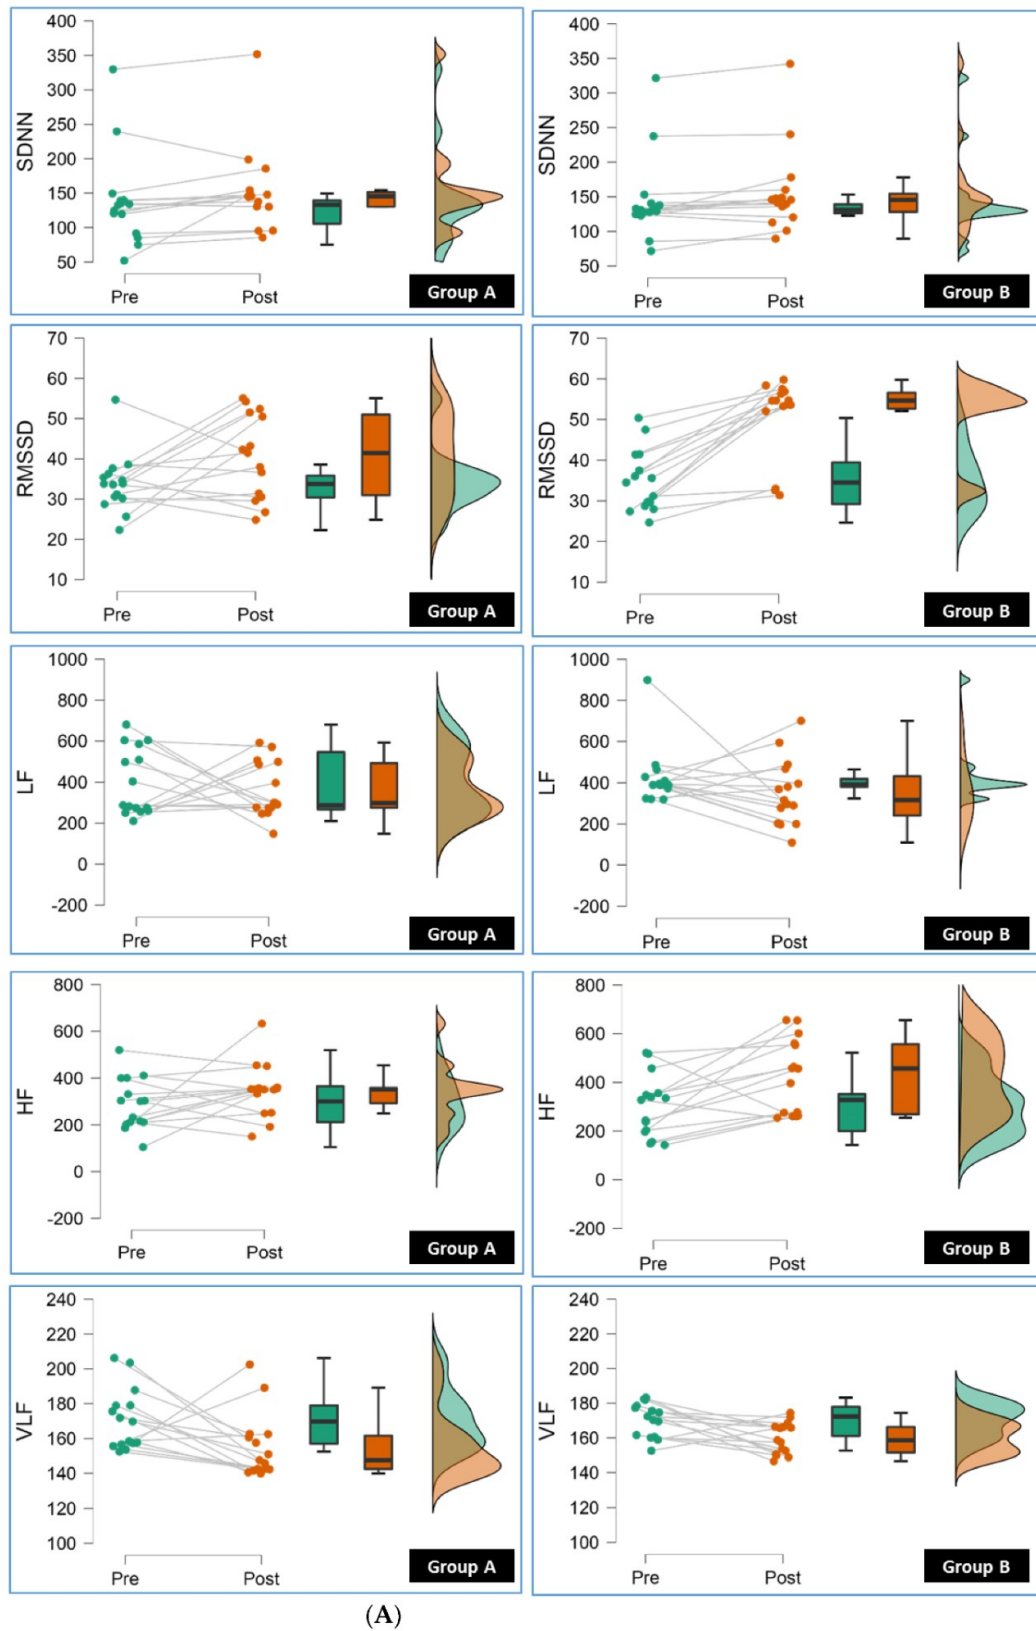 400
350
300
250
200
150
100
50
SDNN
Pre
Post
Group A
400
350
300
250
200
150
100
50
SDNN
Pre
Post
Group B
70
60
50
40
30
20
10
RMSSD
Pre
Post
Group A
70
60
50
40
30
20
10
RMSSD
Pre
Post
Group B
1000
800
600
400
200
0
-200
LF
Pre
Post
Group A
1000
800
600
400
200
0
-200
LF
Pre
Post
Group B
800
600
400
200
0
-200
HF
Pre
Post
Group A
800
600
400
200
0
-200
HF
Pre
Post
Group B
240
220
200
180
160
140
120
100
VLF
Pre
Post
Group A
240
220
200
180
160
140
120
100
VLF
Pre
Post
Group B
(A)